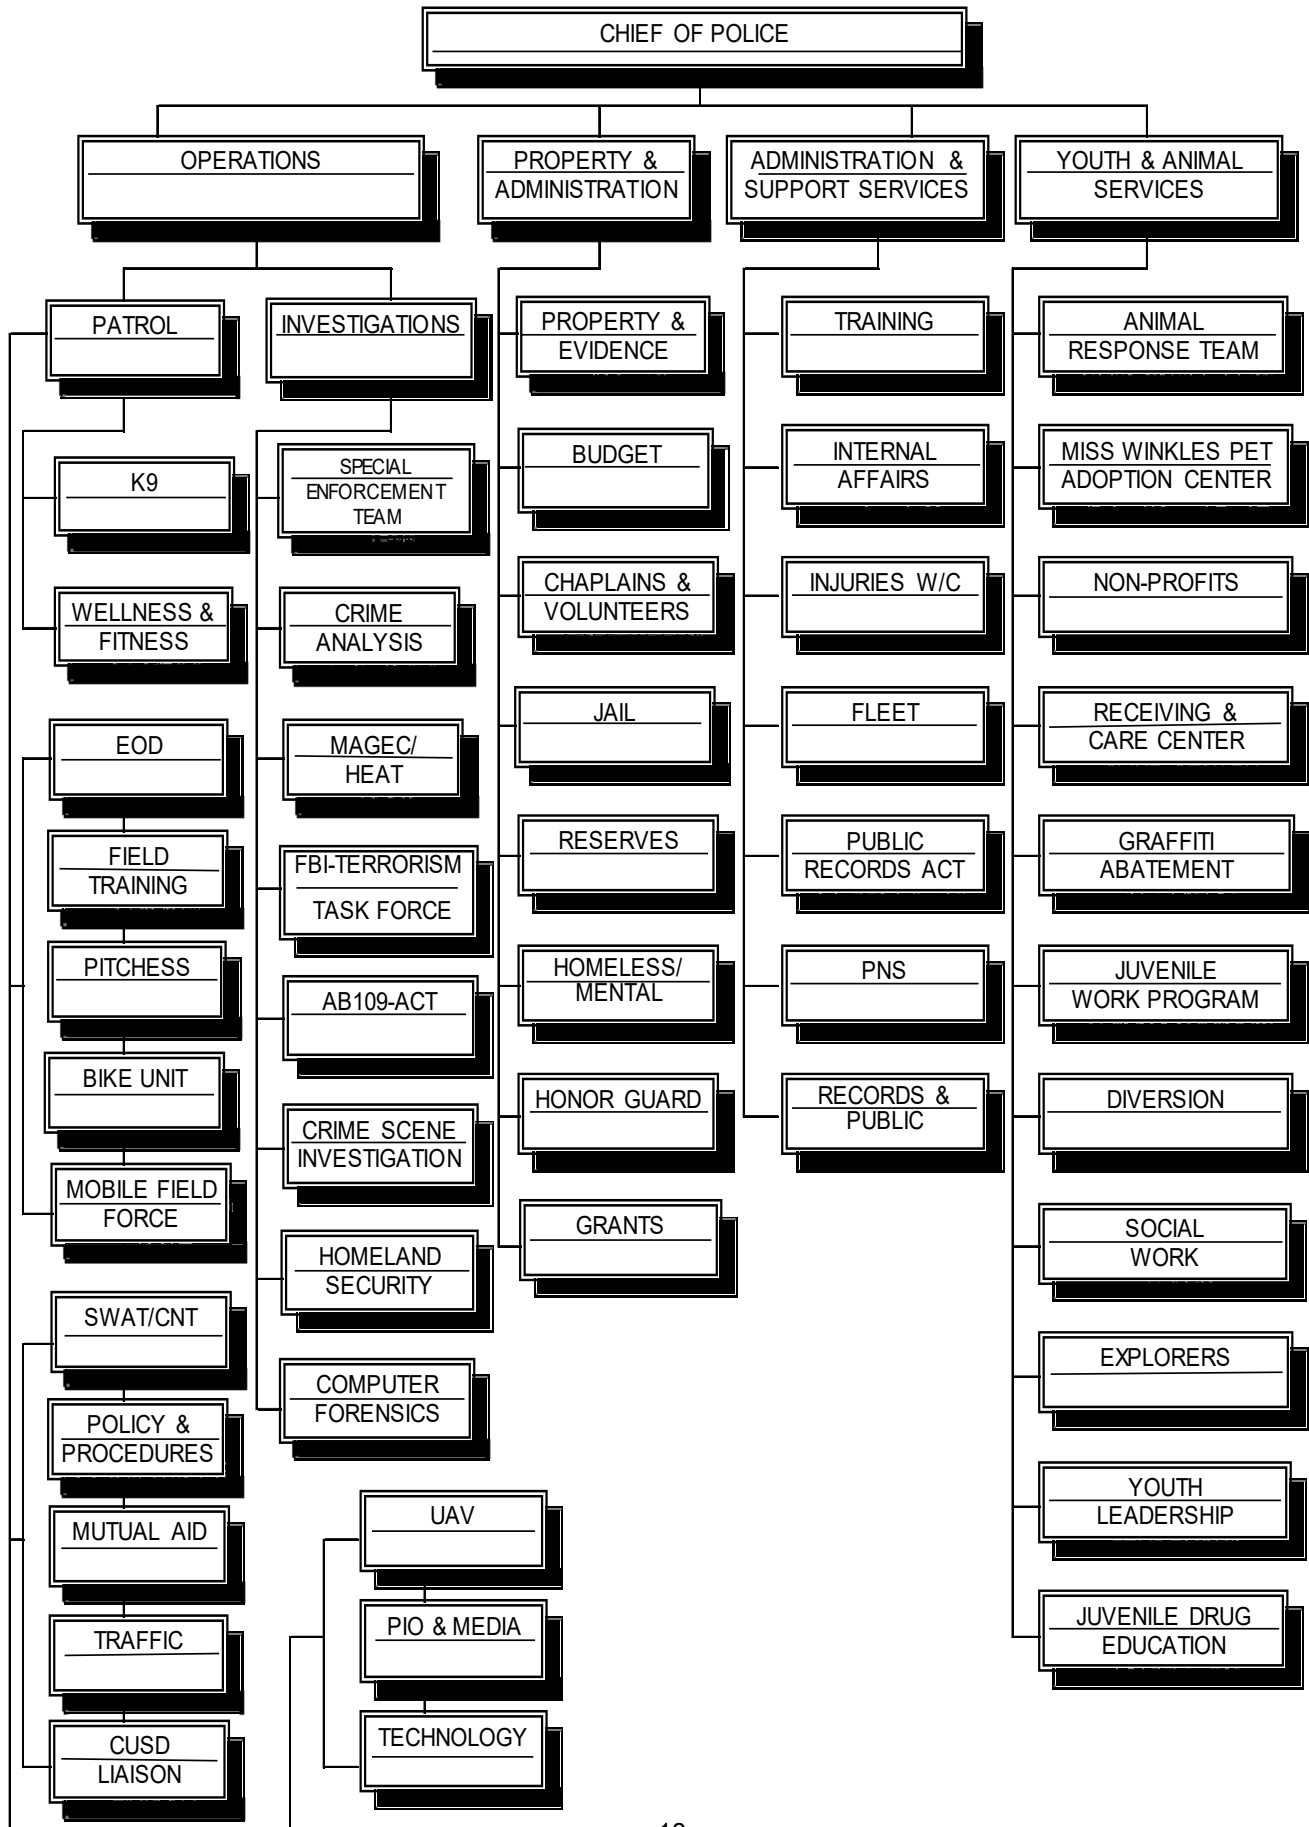 CHIEF OF POLICE
OPERATIONS
PROPERTY &
ADMINISTRATION
ADMINISTRATION &
SUPPORT SERVICES
YOUTH & ANIMAL
SERVICES
PATROL
INVESTIGATIONS
K9
WELLNESS &
FITNESS
EOD
FIELD
TRAINING
PITCHESS
BIKE UNIT
MOBILE FIELD
FORCE
SWAT/CNT
POLICY &
PROCEDURES
MUTUAL AID
TRAFFIC
CUSD
LIAISON
SPECIAL
ENFORCEMENT
TEAM
CRIME
ANALYSIS
MAGEC/
HEAT
FBI-TERRORISM
TASK FORCE
AB109-ACT
CRIME SCENE
INVESTIGATION
HOMELAND
SECURITY
COMPUTER
FORENSICS
UAV
PIO & MEDIA
TECHNOLOGY
PROPERTY &
EVIDENCE
BUDGET
CHAPLAINS &
VOLUNTEERS
JAIL
RESERVES
HOMELESS/
MENTAL
HONOR GUARD
GRANTS
TRAINING
INTERNAL
AFFAIRS
INJURIES W/C
FLEET
PUBLIC
RECORDS ACT
PNS
RECORDS &
PUBLIC
ANIMAL
RESPONSE TEAM
MISS WINKLES PET
ADOPTION CENTER
NON-PROFITS
RECEIVING &
CARE CENTER
GRAFFITI
ABATEMENT
JUVENILE
WORK PROGRAM
DIVERSION
SOCIAL
WORK
EXPLORERS
YOUTH
LEADERSHIP
JUVENILE DRUG
EDUCATION